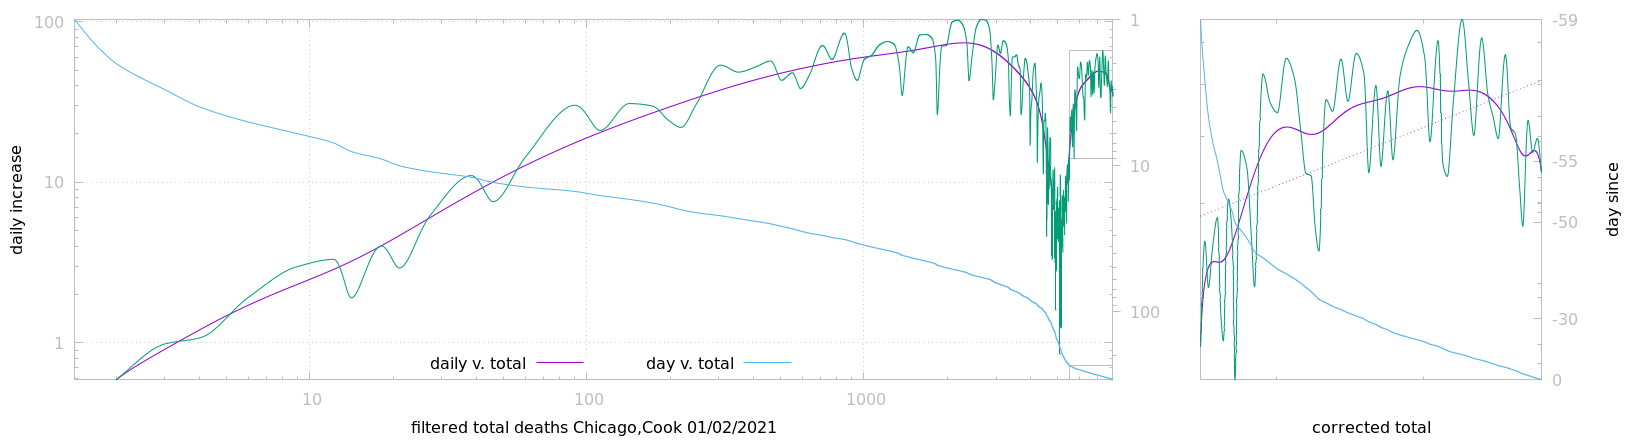 100
10
1
daily increase
10
100
1000
filtered total deaths Chicago,Cook 01/02/2021
daily v. total
day v. total
1
10
100
-59
-55
-50
-30
0
day since
corrected total